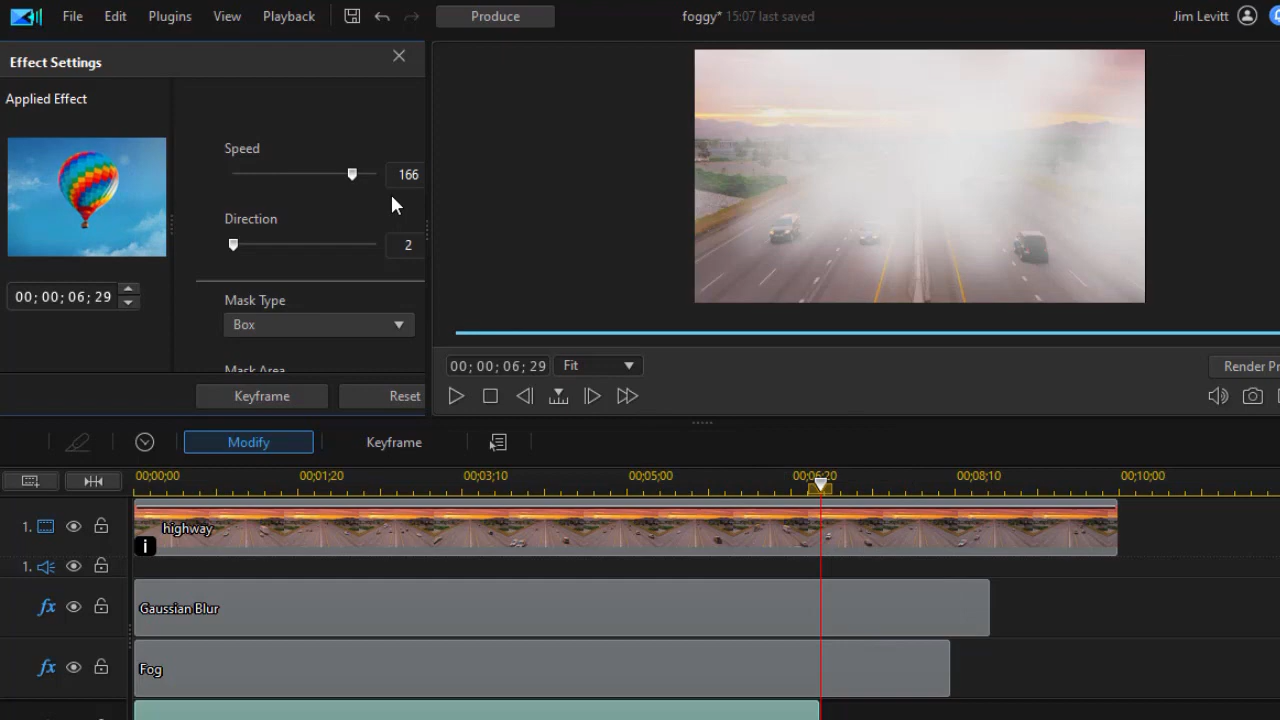 File Edit Plugins View Playback Produce foggy* 15:07 last saved Jim Levitt
Effect Settings
Applied Effect
Speed
166
Direction
2
00; 00; 06; 29
Mask Type
Box
Mask Area
Keyframe Reset
00; 00; 06; 29 Fit Render Pr
Modify Keyframe
00;00;00 00;01;20 00;03;10 00;05;00 00;06;20 00;08;10 00;10;00
1. highway
i
1.
fx Gaussian Blur
fx Fog